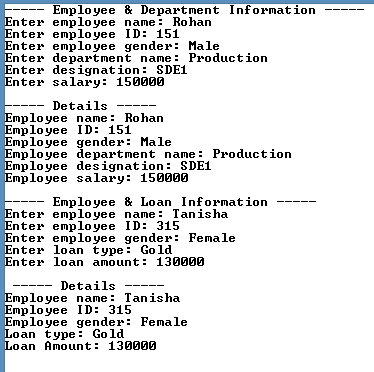 ----- Employee & Department Information -----
Enter employee name: Rohan
Enter employee ID: 151
Enter employee gender: Male
Enter department name: Production
Enter designation: SDE1
Enter salary: 150000
----- Details -----
Employee name: Rohan
Employee ID: 151
Employee gender: Male
Employee department name: Production
Employee designation: SDE1
Employee salary: 150000
----- Employee & Loan Information -----
Enter employee name: Tanisha
Enter employee ID: 315
Enter employee gender: Female
Enter loan type: Gold
Enter loan amount: 130000
----- Details -----
Employee name: Tanisha
Employee ID: 315
Employee gender: Female
Loan type: Gold
Loan Amount: 130000